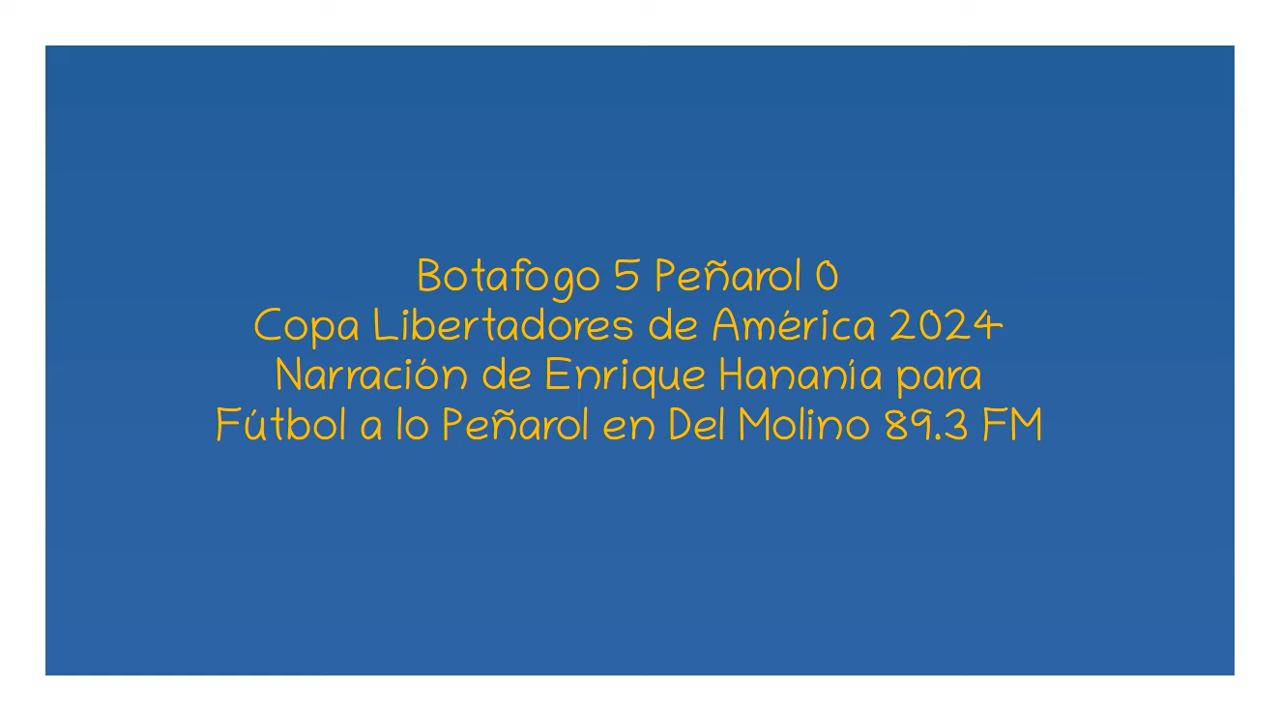 Botafogo 5 Peñarol 0
Copa Libertadores de América 2024
Narración de Enrique Hananía para
Fútbol a lo Peñarol en Del Molino 89.3 FM